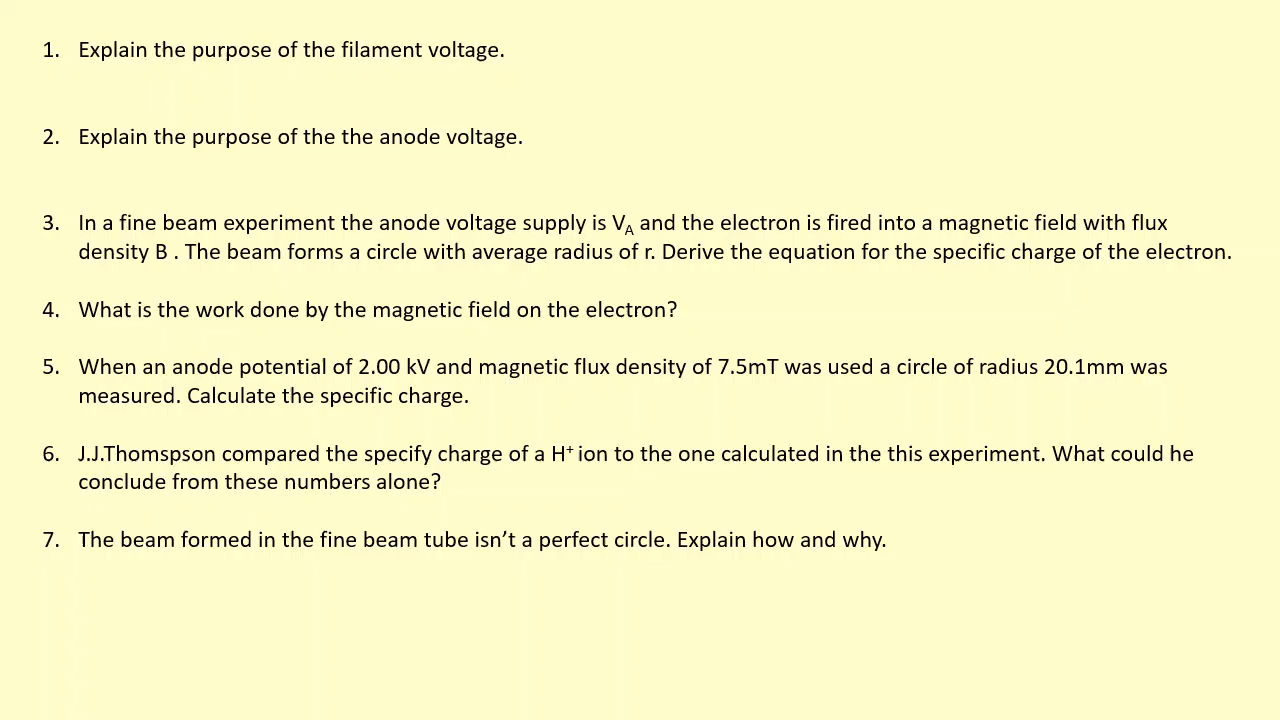 1. Explain the purpose of the filament voltage.
2. Explain the purpose of the the anode voltage.
3. In a fine beam experiment the anode voltage supply is VA and the electron is fired into a magnetic field with flux
density B . The beam forms a circle with average radius of r. Derive the equation for the specific charge of the electron.
4. What is the work done by the magnetic field on the electron?
5. When an anode potential of 2.00 kV and magnetic flux density of 7.5mT was used a circle of radius 20.1mm was
measured. Calculate the specific charge.
6. J.J.Thomspson compared the specify charge of a H+ ion to the one calculated in the this experiment. What could he
conclude from these numbers alone?
7. The beam formed in the fine beam tube isn’t a perfect circle. Explain how and why.